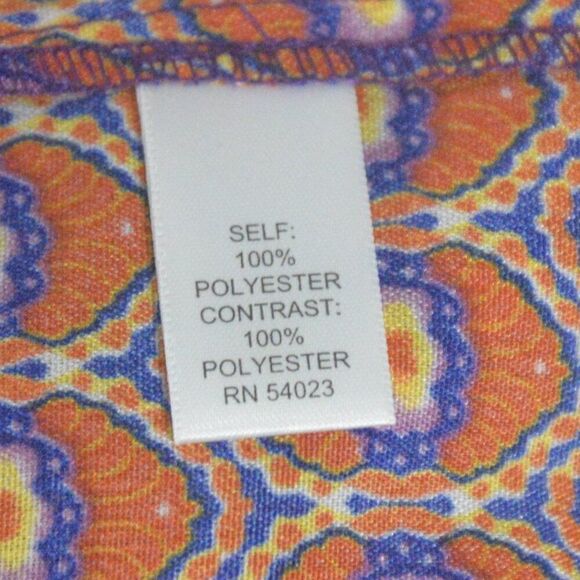 SELF:
100%
POLYESTER
CONTRAST:
100%
POLYESTER
RN 54023